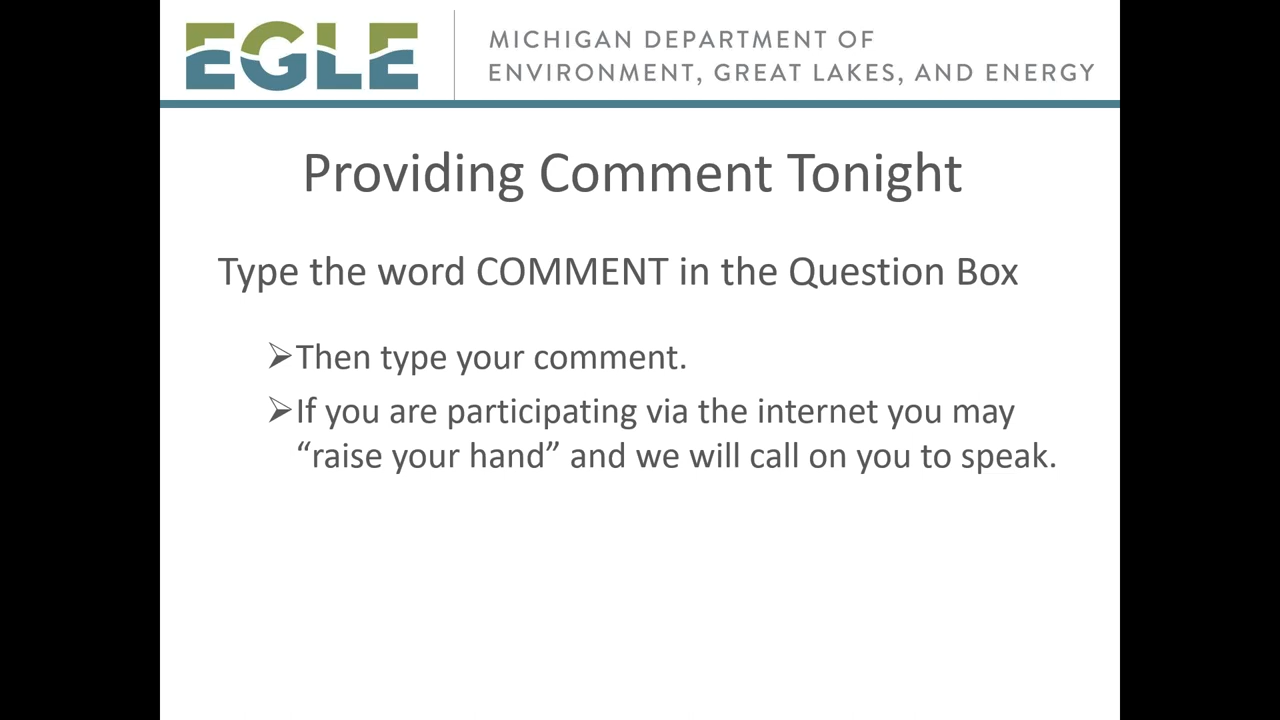 EGLE
MICHIGAN DEPARTMENT OF
ENVIRONMENT, GREAT LAKES, AND ENERGY
Providing Comment Tonight
Type the word COMMENT in the Question Box
➢Then type your comment.
➢If you are participating via the internet you may
“raise your hand” and we will call on you to speak.